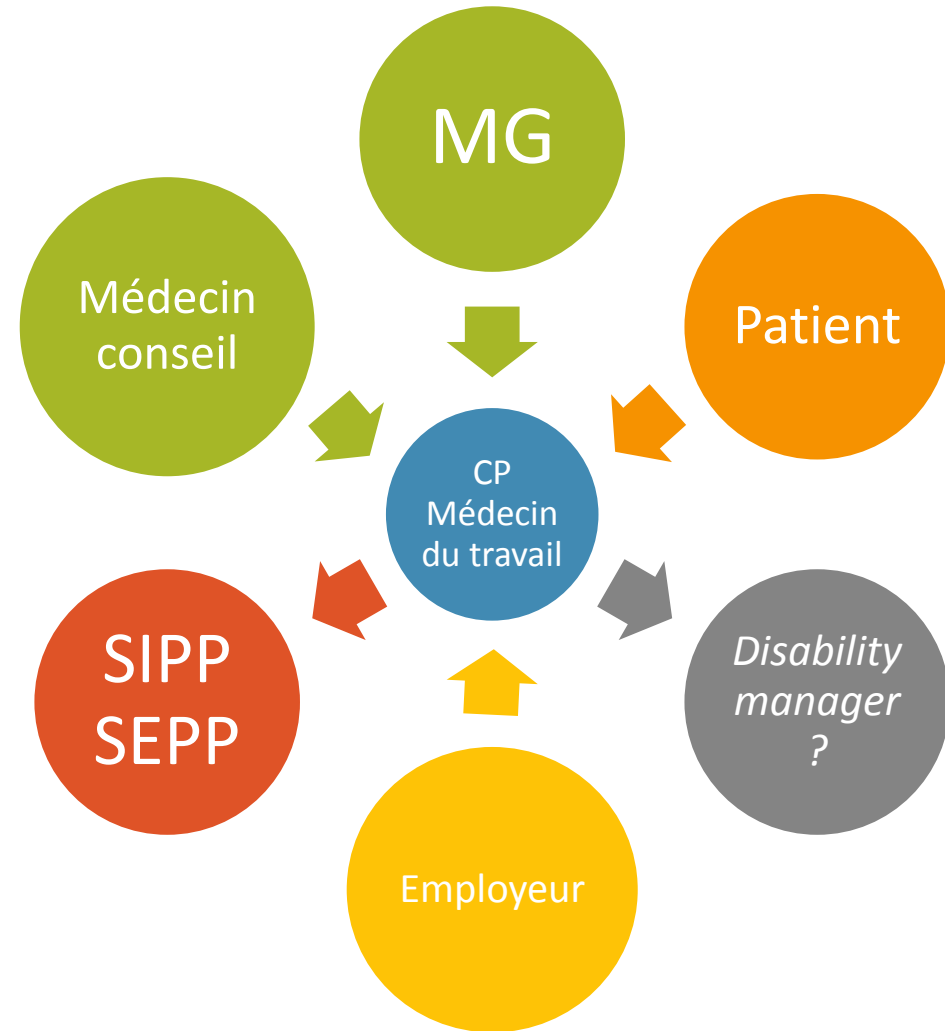 MG
Médecin
conseil
Patient
CP
Médecin
du travail
SIPP
SEPP
Disability
manager
?
Employeur